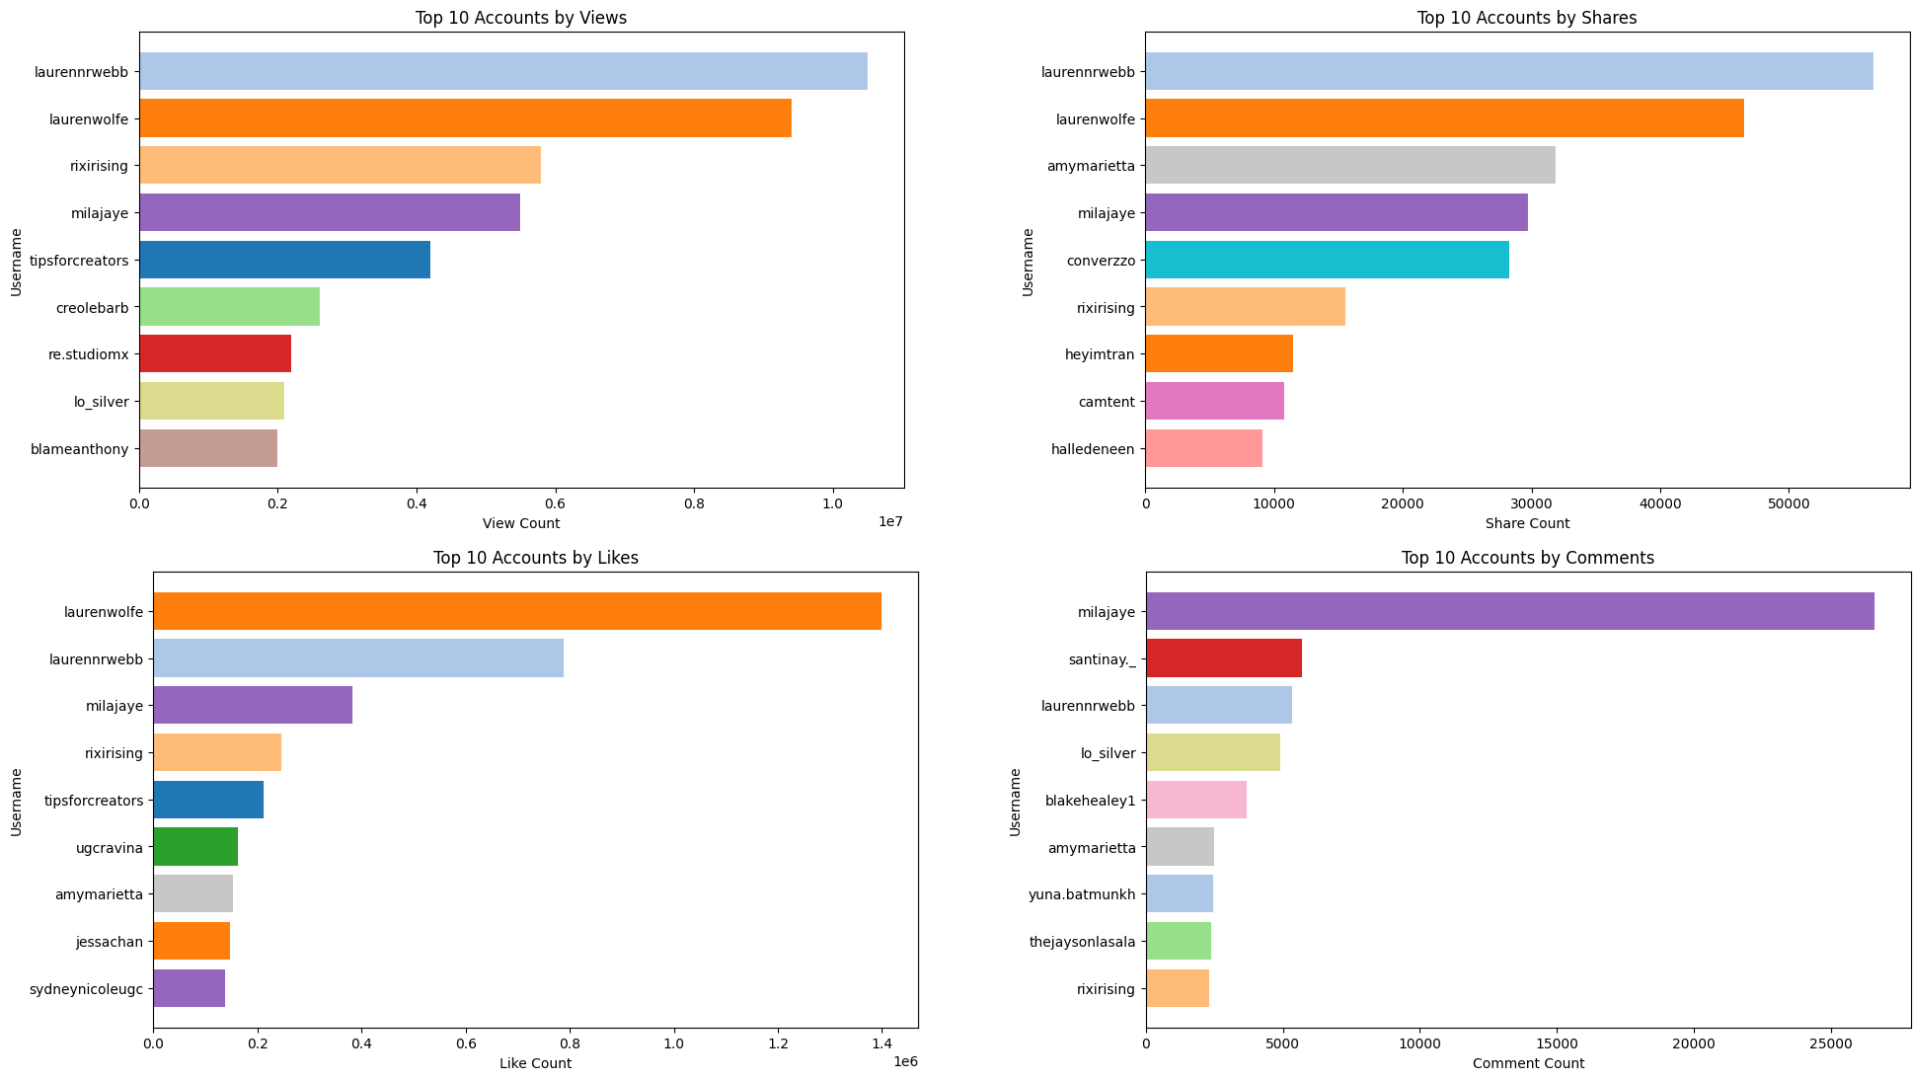 Top 10 Accounts by Views
Username
laurennrwebb
laurenwolfe
rixirising
milajaye
tipsforcreators
creolebarb
re.studiomx
lo_silver
blameanthony
0.0 0.2 0.4 0.6 0.8 1.0
1e7
View Count
Top 10 Accounts by Shares
Username
laurennrwebb
laurenwolfe
amymarietta
milajaye
converzzo
rixirising
heyimtran
camtent
halledeneen
0 10000 20000 30000 40000 50000
Share Count
Top 10 Accounts by Likes
Username
laurenwolfe
laurennrwebb
milajaye
rixirising
tipsforcreators
ugcravina
amymarietta
jessachan
sydneynicoleugc
0.0 0.2 0.4 0.6 0.8 1.0 1.2 1.4
1e6
Like Count
Top 10 Accounts by Comments
Username
milajaye
santinay._
laurennrwebb
lo_silver
blakehealey1
amymarietta
yuna.batmunkh
thejaysonlasala
rixirising
0 5000 10000 15000 20000 25000
Comment Count